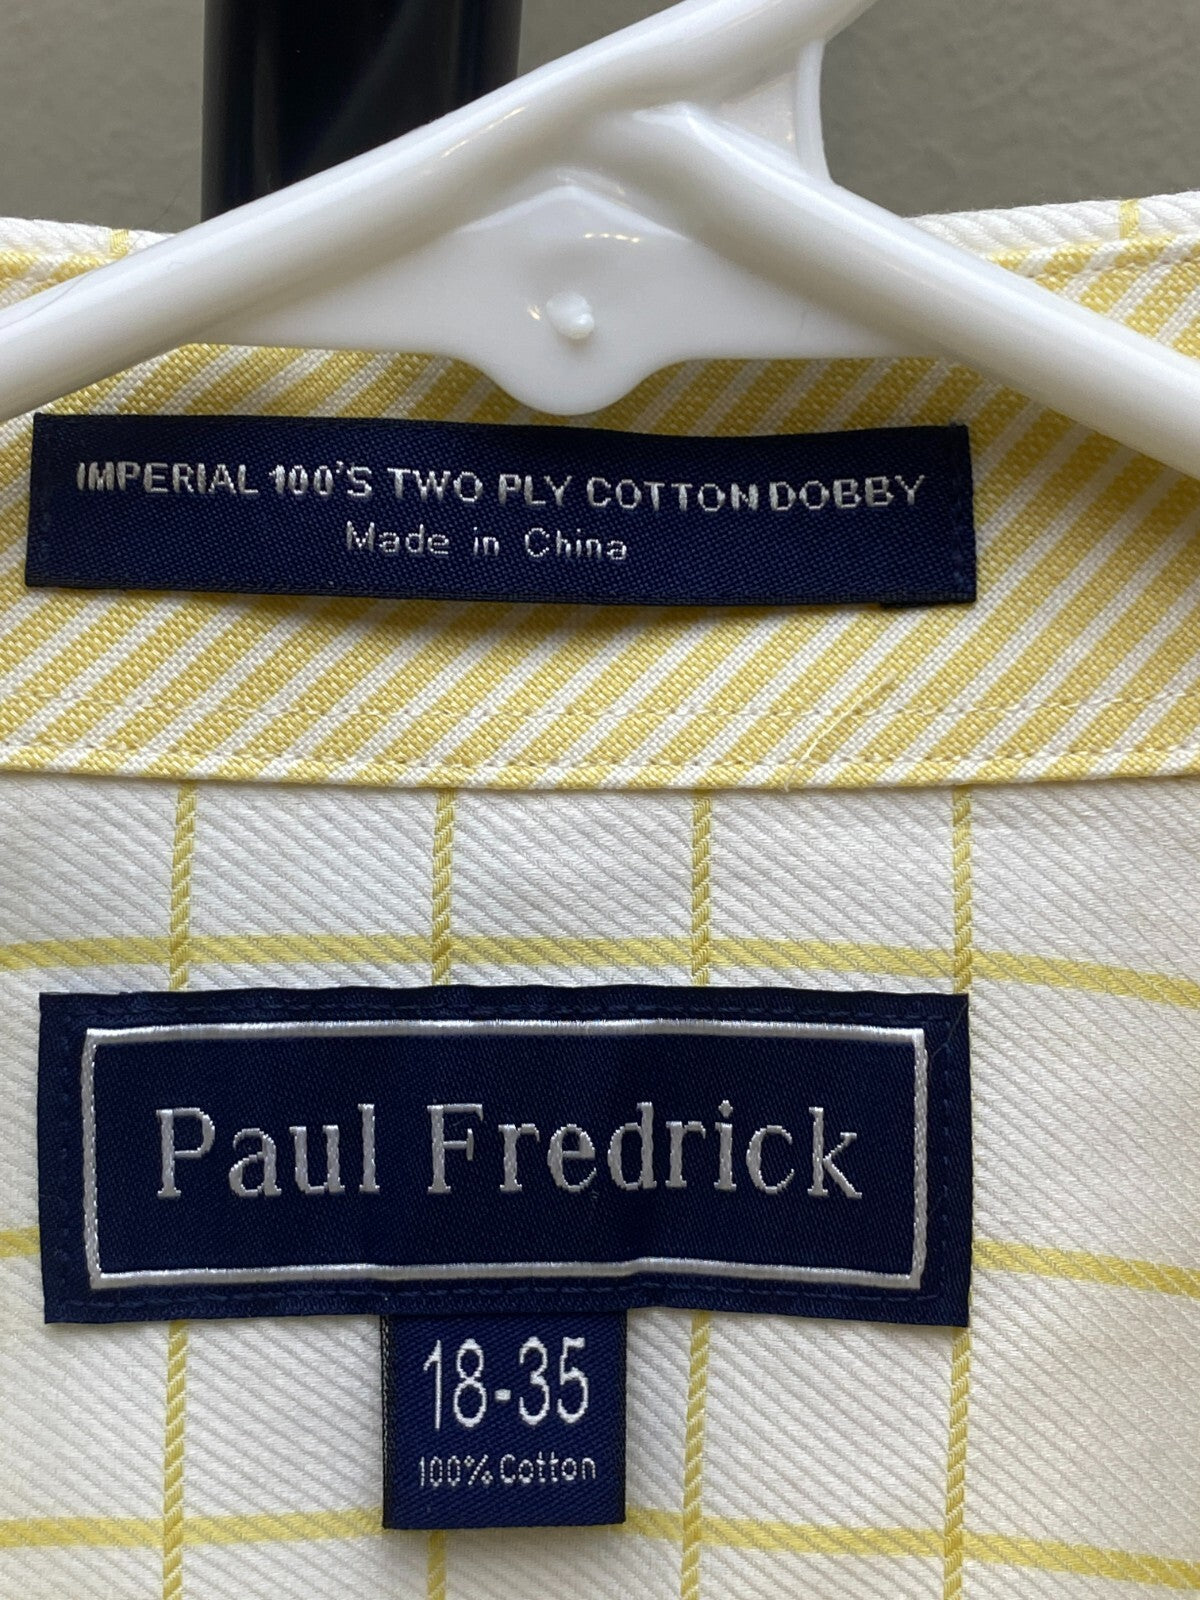 IMPERIAL 100'S TWO PLY COTTON DOBBY
Made in China
Paul Fredrick
18-35
100% Cotton